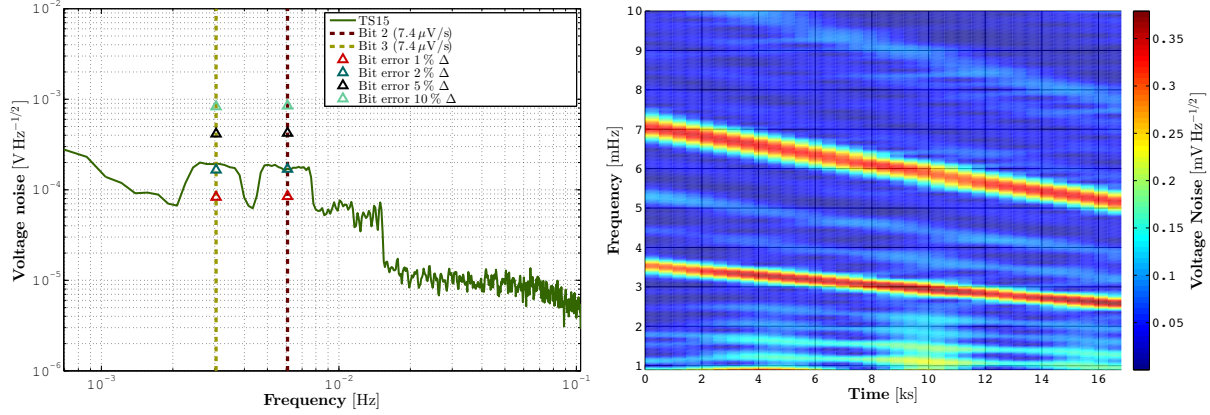 TS15
Bit 2 (7.4 µV/s)
Bit 3 (7.4 µV/s)
Bit error 1 % Δ
Bit error 2 % Δ
Bit error 5 % Δ
Bit error 10 % Δ
Voltage noise [V Hz^−1/2]
10^−2
10^−3
10^−4
10^−5
10^−6
10^−3
10^−2
10^−1
Frequency [Hz]
Frequency [mHz]
10
9
8
7
6
5
4
3
2
1
0
2
4
6
8
10
12
14
16
Time [ks]
0.35
0.30
0.25
0.20
0.15
0.10
0.05
Voltage Noise [mV Hz^−1/2]